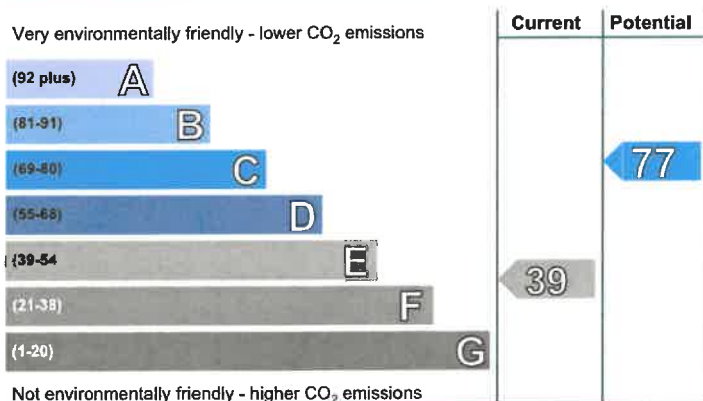 Current Potential
Very environmentally friendly - lower CO₂ emissions
(92 plus) A
(81-91) B
(69-80) C
77
(55-68) D
(39-54 E
39
(21-38) F
(1-20) G
Not environmentally friendly - higher CO₂ emissions